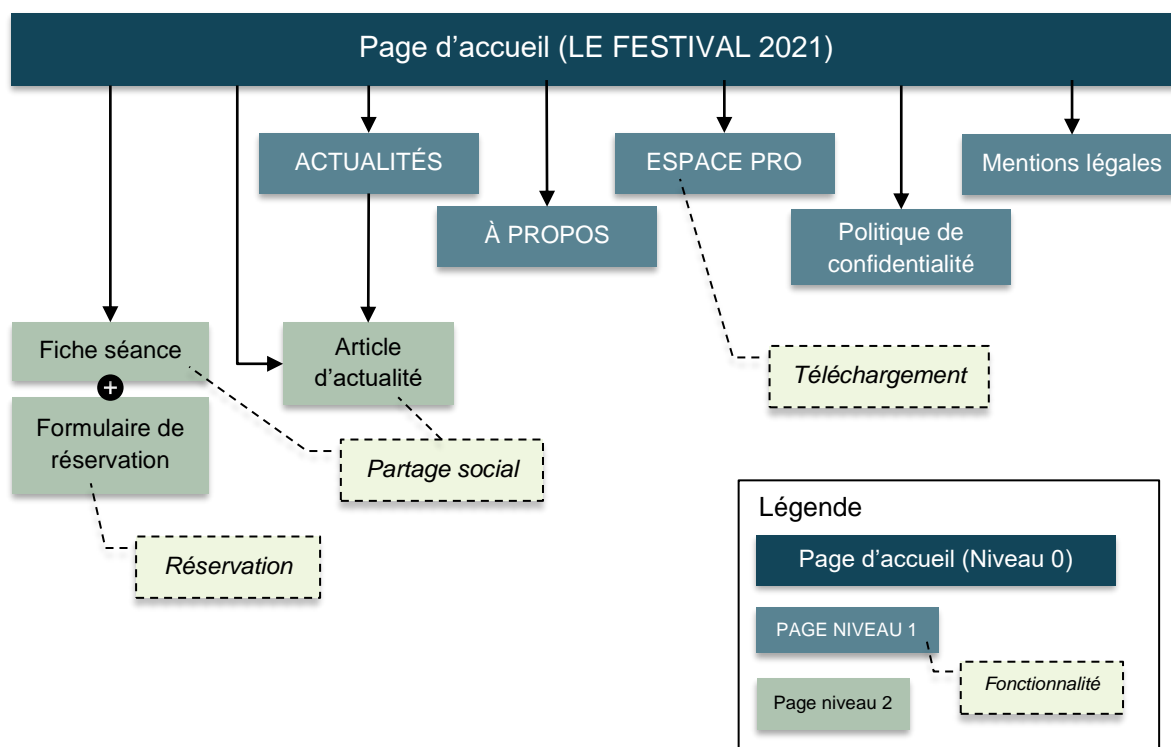 Page d’accueil (LE FESTIVAL 2021)
ACTUALITÉS
ESPACE PRO
Mentions légales
À PROPOS
Politique de
confidentialité
Fiche séance
Article
d’actualité
Téléchargement
Formulaire de
réservation
Partage social
Réservation
Légende
Page d’accueil (Niveau 0)
PAGE NIVEAU 1
Fonctionnalité
Page niveau 2